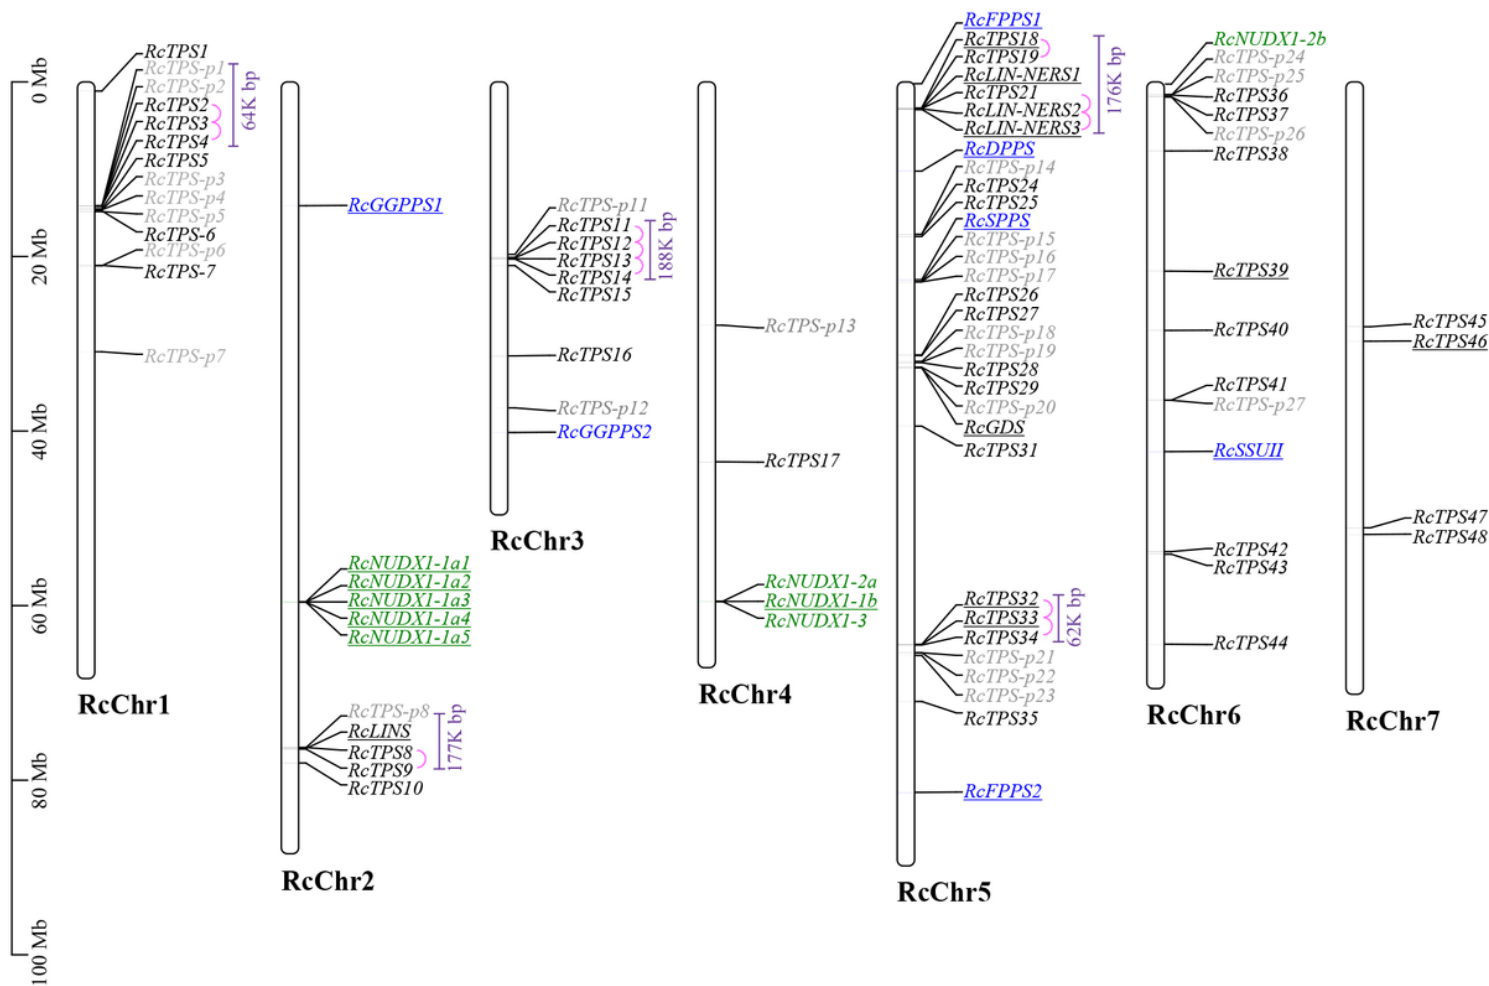 0 Mb
20 Mb
40 Mb
60 Mb
80 Mb
100 Mb
RcTPS1
RcTPS-p1
RcTPS-p2
RcTPS2
RcTPS3
RcTPS4
RcTPS5
RcTPS-p3
RcTPS-p4
RcTPS-p5
RcTPS-6
RcTPS-p6
RcTPS-7
RcTPS-p7
64K bp
RcChr1
RcGGPPS1
RcNUDX1-1a1
RcNUDX1-1a2
RcNUDX1-1a3
RcNUDX1-1a4
RcNUDX1-1a5
RcTPS-p8
RcLINS
RcTPS8
RcTPS9
RcTPS10
177K bp
RcChr2
RcTPS-p11
RcTPS11
RcTPS12
RcTPS13
RcTPS14
RcTPS15
188K bp
RcTPS16
RcTPS-p12
RcGGPPS2
RcChr3
RcTPS-p13
RcTPS17
RcNUDX1-2a
RcNUDX1-1b
RcNUDX1-3
RcChr4
RcFPPS1
RcTPS18
RcTPS19
RcLIN-NERS1
RcTPS21
RcLIN-NERS2
RcLIN-NERS3
176K bp
RcDPPS
RcTPS-p14
RcTPS24
RcTPS25
RcSPPS
RcTPS-p15
RcTPS-p16
RcTPS-p17
RcTPS26
RcTPS27
RcTPS-p18
RcTPS-p19
RcTPS28
RcTPS29
RcTPS-p20
RcGDS
RcTPS31
RcTPS32
RcTPS33
RcTPS34
62K bp
RcTPS-p21
RcTPS-p22
RcTPS-p23
RcTPS35
RcFPPS2
RcChr5
RcNUDX1-2b
RcTPS-p24
RcTPS-p25
RcTPS36
RcTPS37
RcTPS-p26
RcTPS38
RcTPS39
RcTPS40
RcTPS41
RcTPS-p27
RcSSUII
RcTPS42
RcTPS43
RcTPS44
RcChr6
RcTPS45
RcTPS46
RcTPS47
RcTPS48
RcChr7